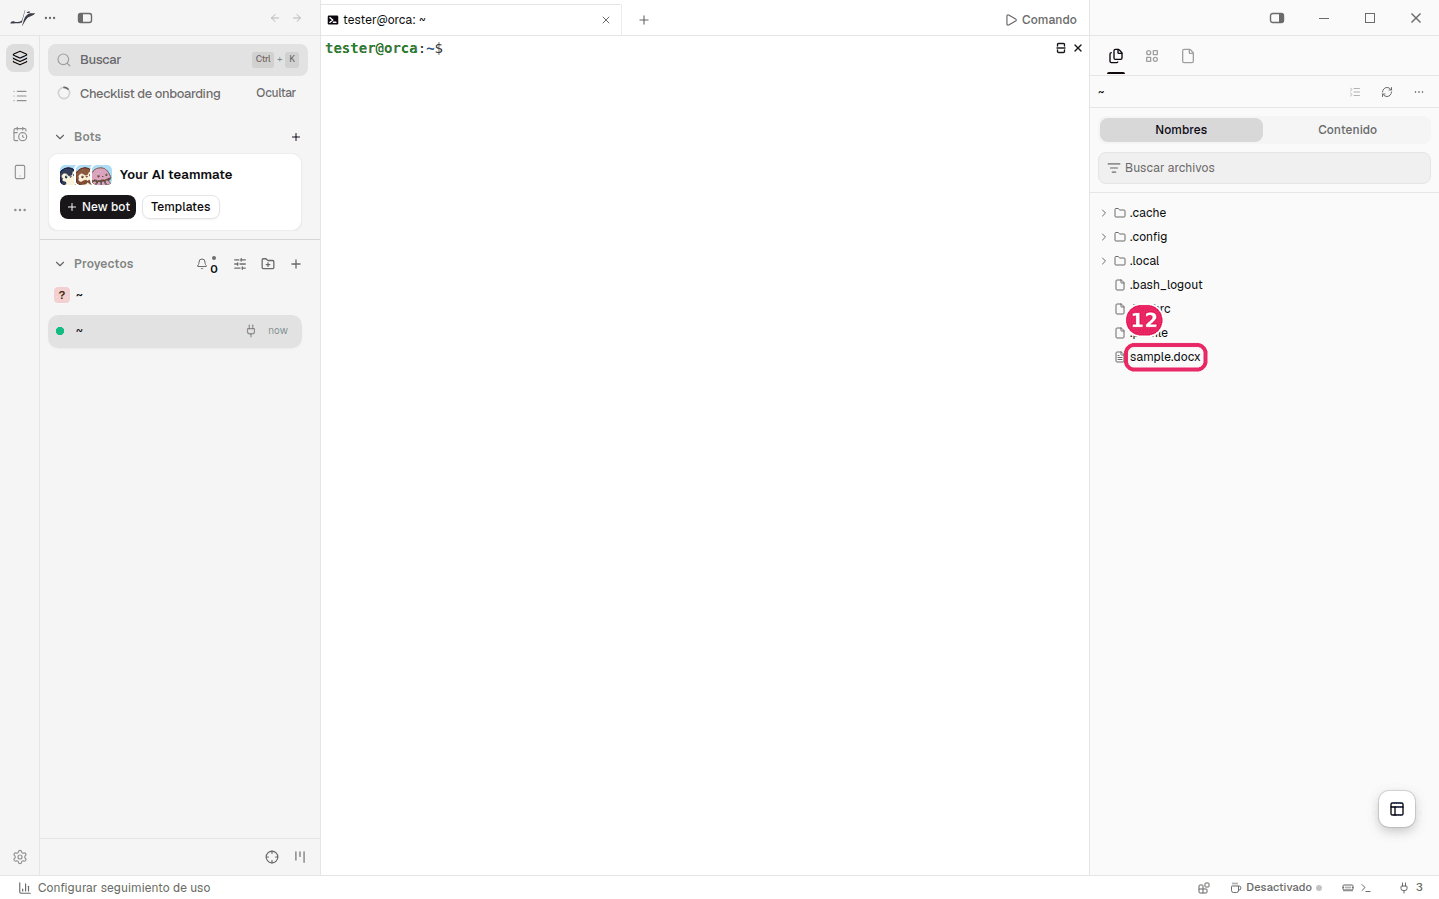 tester@orca: ~
Comando
Buscar
Ctrl + K
Checklist de onboarding
Ocultar
Bots
Your AI teammate
New bot
Templates
Proyectos
0
? ~
~
now
tester@orca:~$
~
Nombres
Contenido
Buscar archivos
.cache
.config
.local
.bash_logout
12
sample.docx
Configurar seguimiento de uso
Desactivado
3